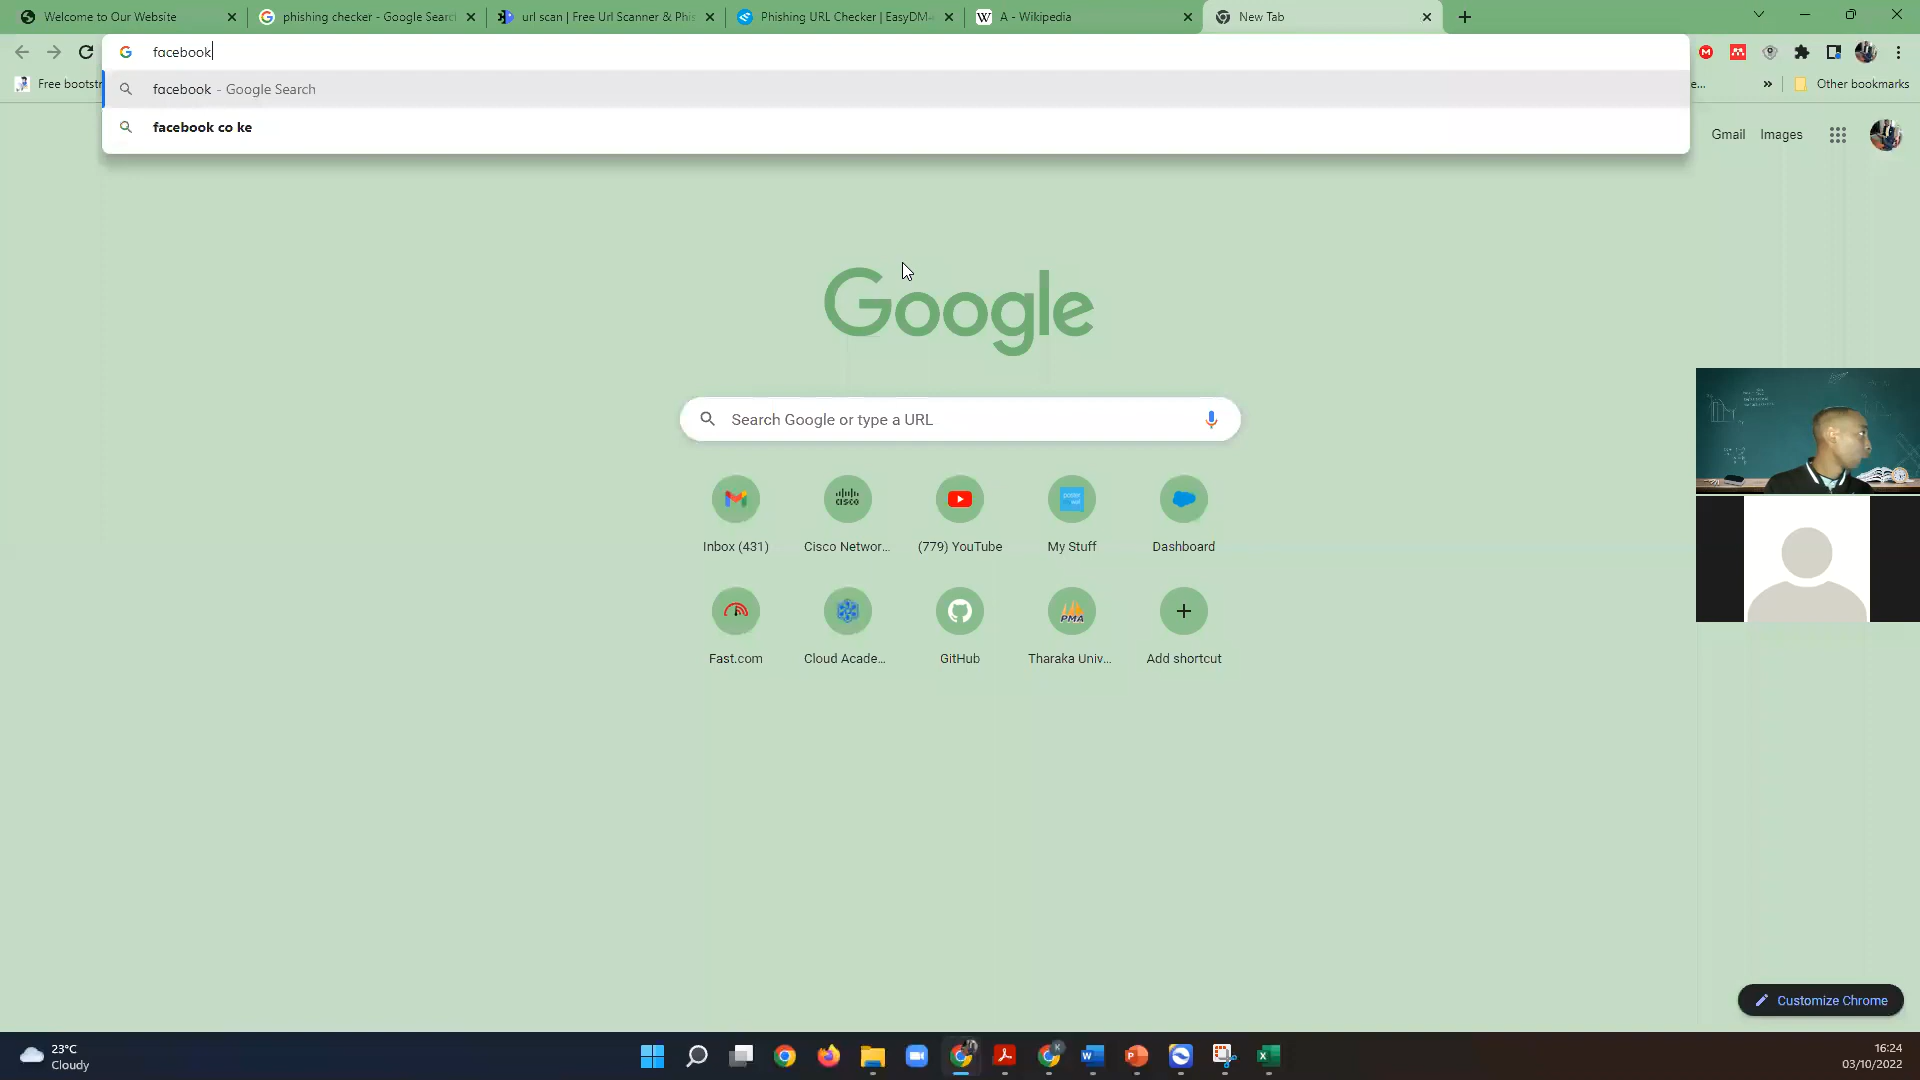 Welcome to Our Website
phishing checker - Google Searc
url scan | Free Url Scanner & Phis
Phishing URL Checker | EasyDM
A - Wikipedia
New Tab
facebook
facebook - Google Search
facebook co ke
Free bootstr
e...
Other bookmarks
Gmail
Images
Google
Search Google or type a URL
Inbox (431)
Cisco Networ...
(779) YouTube
My Stuff
Dashboard
Fast.com
Cloud Acade...
GitHub
Tharaka Univ...
Add shortcut
cisco
PMA
Customize Chrome
23°C
Cloudy
16:24
03/10/2022